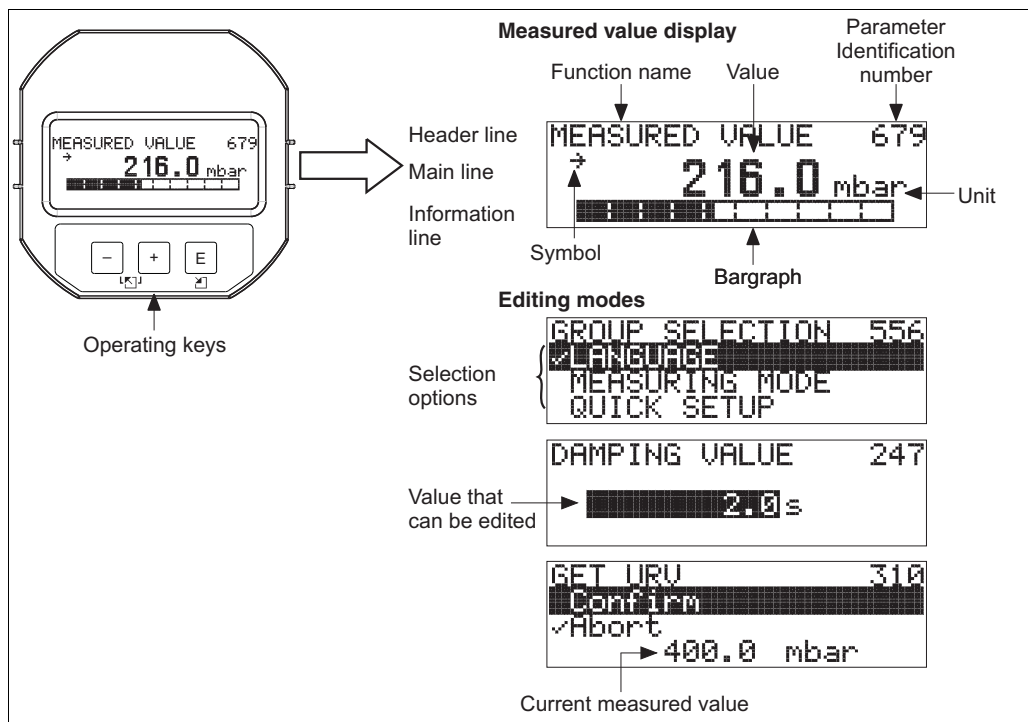 MEASURED VALUE 679
216.0 mbar
– + E
Operating keys
Header line
Main line
Information
line
Measured value display
Function name
Value
Parameter
Identification
number
MEASURED VALUE 679
216.0 mbar
Unit
Symbol
Bargraph
Editing modes
Selection
options
GROUP SELECTION 556
✓LANGUAGE
MEASURING MODE
QUICK SETUP
DAMPING VALUE 247
Value that
can be edited
2.0 s
GET URV 310
Confirm
✓Abort
400.0 mbar
Current measured value